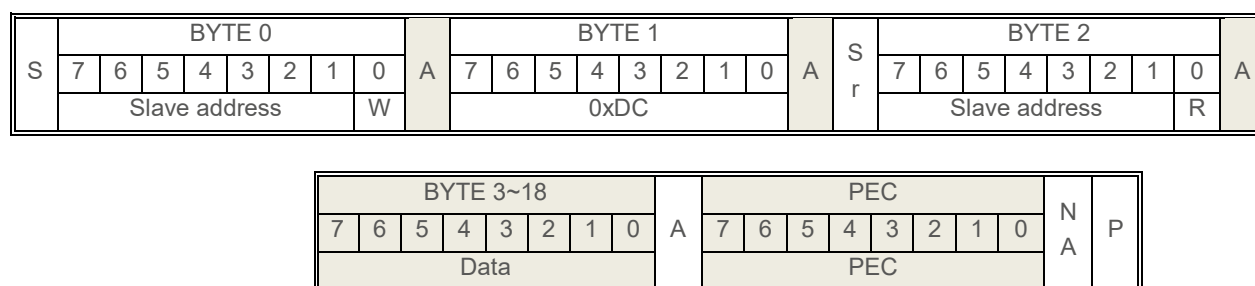 BYTE 0 BYTE 1 BYTE 2
S 7 6 5 4 3 2 1 0 A 7 6 5 4 3 2 1 0 A Sr 7 6 5 4 3 2 1 0 A
Slave address W 0xDC Slave address R
BYTE 3~18 PEC
7 6 5 4 3 2 1 0 A 7 6 5 4 3 2 1 0 NA P
Data PEC